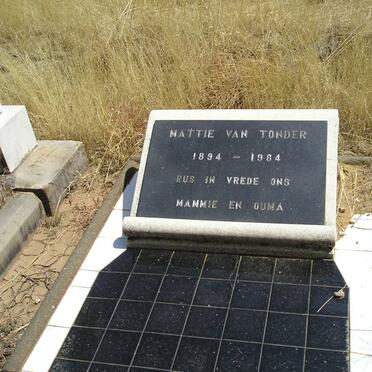 MATTIE VAN TONDER
1894 - 1984
RUS IN VREDE ONS
MAMMIE EN OUMA